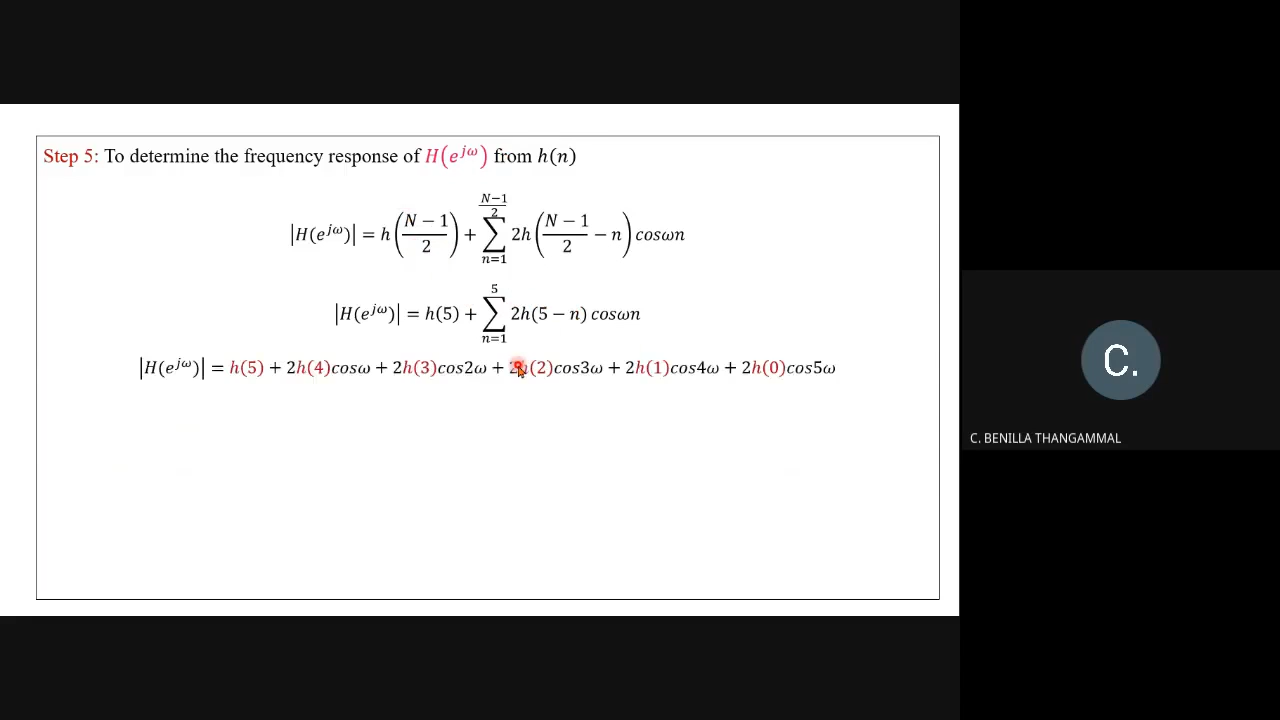 Step 5: To determine the frequency response of H(e^{jω}) from h(n)
|H(e^{jω})| = h((N−1)/2) + ∑_{n=1}^{(N−1)/2} 2h((N−1)/2 − n) cosωn
|H(e^{jω})| = h(5) + ∑_{n=1}^{5} 2h(5 − n) cosωn
|H(e^{jω})| = h(5) + 2h(4)cosω + 2h(3)cos2ω + 2h(2)cos3ω + 2h(1)cos4ω + 2h(0)cos5ω
C.
C. BENILLA THANGAMMAL